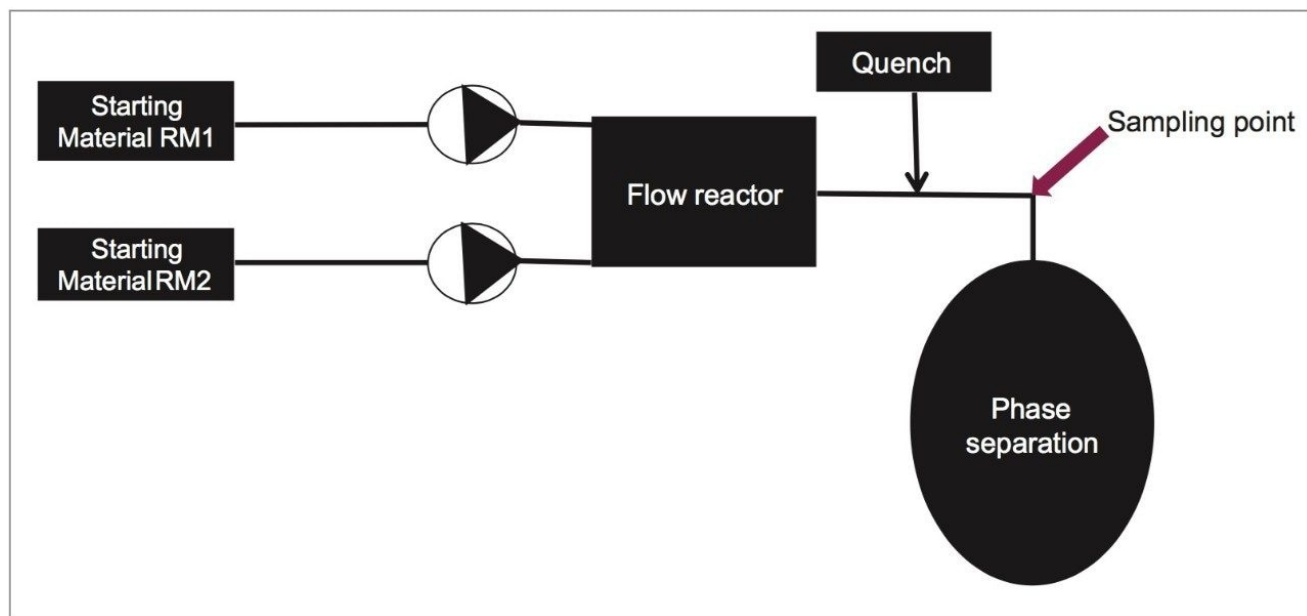 Starting
Material RM1
Quench
Sampling point
Flow reactor
Starting
Material RM2
Phase
separation